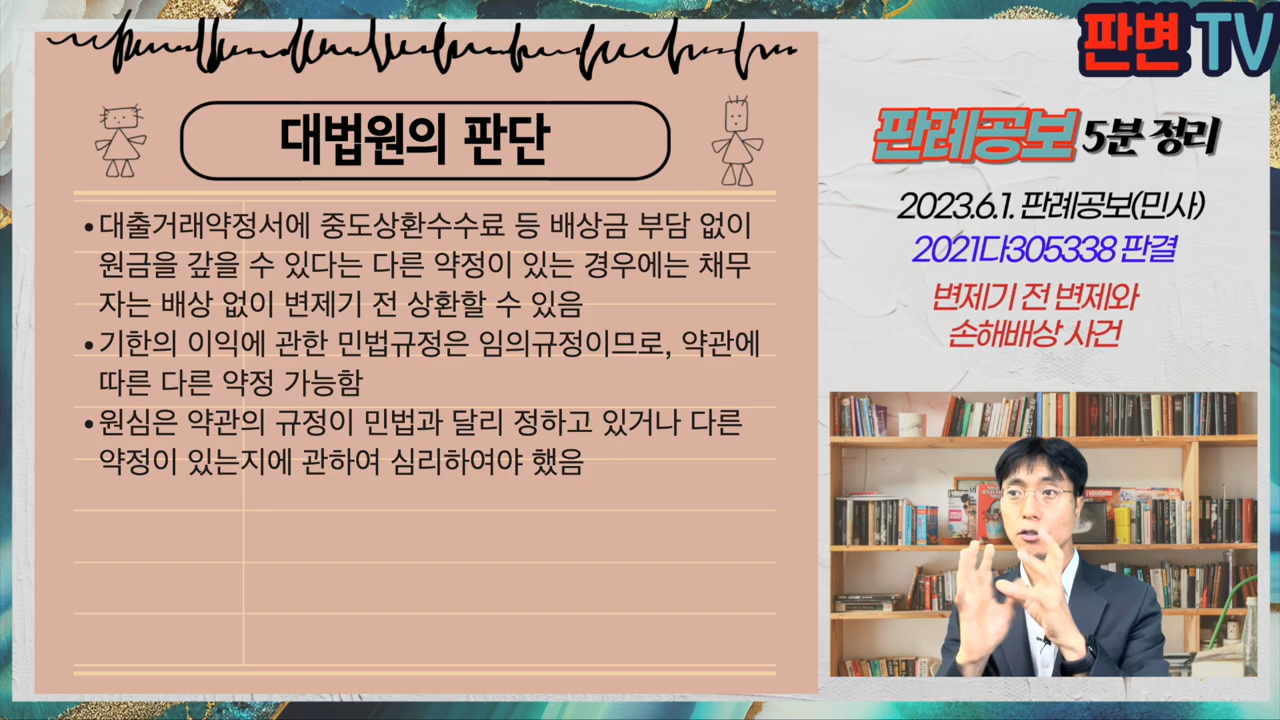 판변 TV
대법원의 판단
•대출거래약정서에 중도상환수수료 등 배상금 부담 없이
원금을 갚을 수 있다는 다른 약정이 있는 경우에는 채무
자는 배상 없이 변제기 전 상환할 수 있음
•기한의 이익에 관한 민법규정은 임의규정이므로, 약관에
따른 다른 약정 가능함
•원심은 약관의 규정이 민법과 달리 정하고 있거나 다른
약정이 있는지에 관하여 심리하여야 했음
판례공보 5분 정리
2023.6.1. 판례공보(민사)
2021다305338 판결
변제기 전 변제와
손해배상 사건